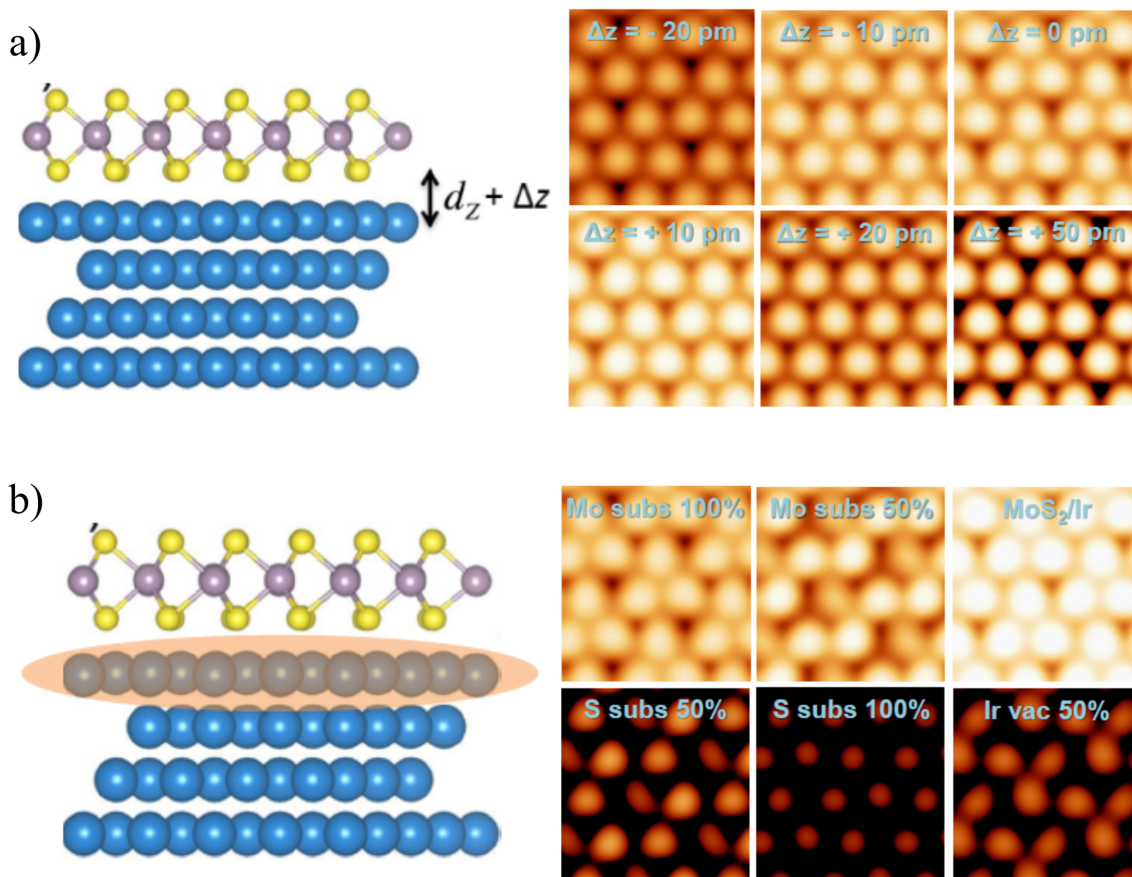 a)
Δz = - 20 pm
Δz = - 10 pm
Δz = 0 pm
d_Z + Δz
Δz = + 10 pm
Δz = + 20 pm
Δz = + 50 pm
b)
Mo subs 100%
Mo subs 50%
MoS₂/Ir
S subs 50%
S subs 100%
Ir vac 50%